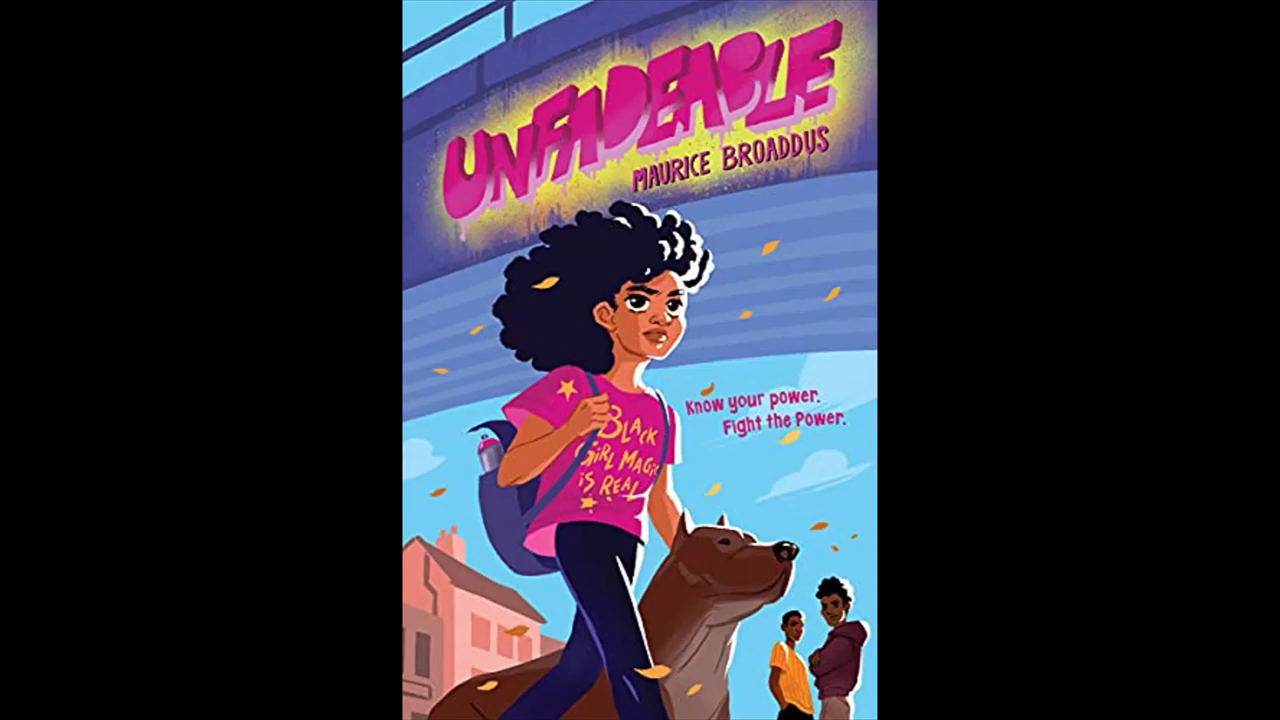 UNFADEABLE
MAURICE BROADDUS
Know your power.
Fight the Power.
BLACK
GIRL MAGIC
IS REAL